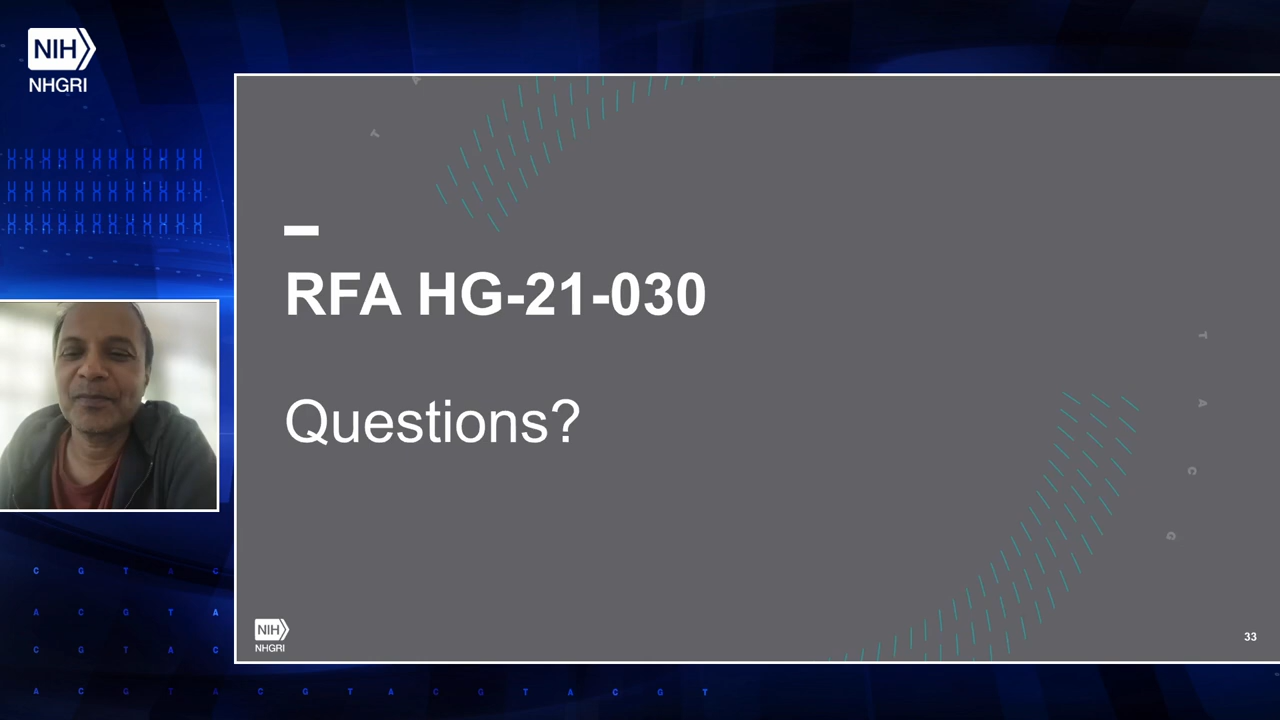 NIH
NHGRI
RFA HG-21-030
Questions?
T
A
C
G
NIH
NHGRI
33
C G T A C
A C G T A
C G T A C
A C G T A C G T A C G T A C G T